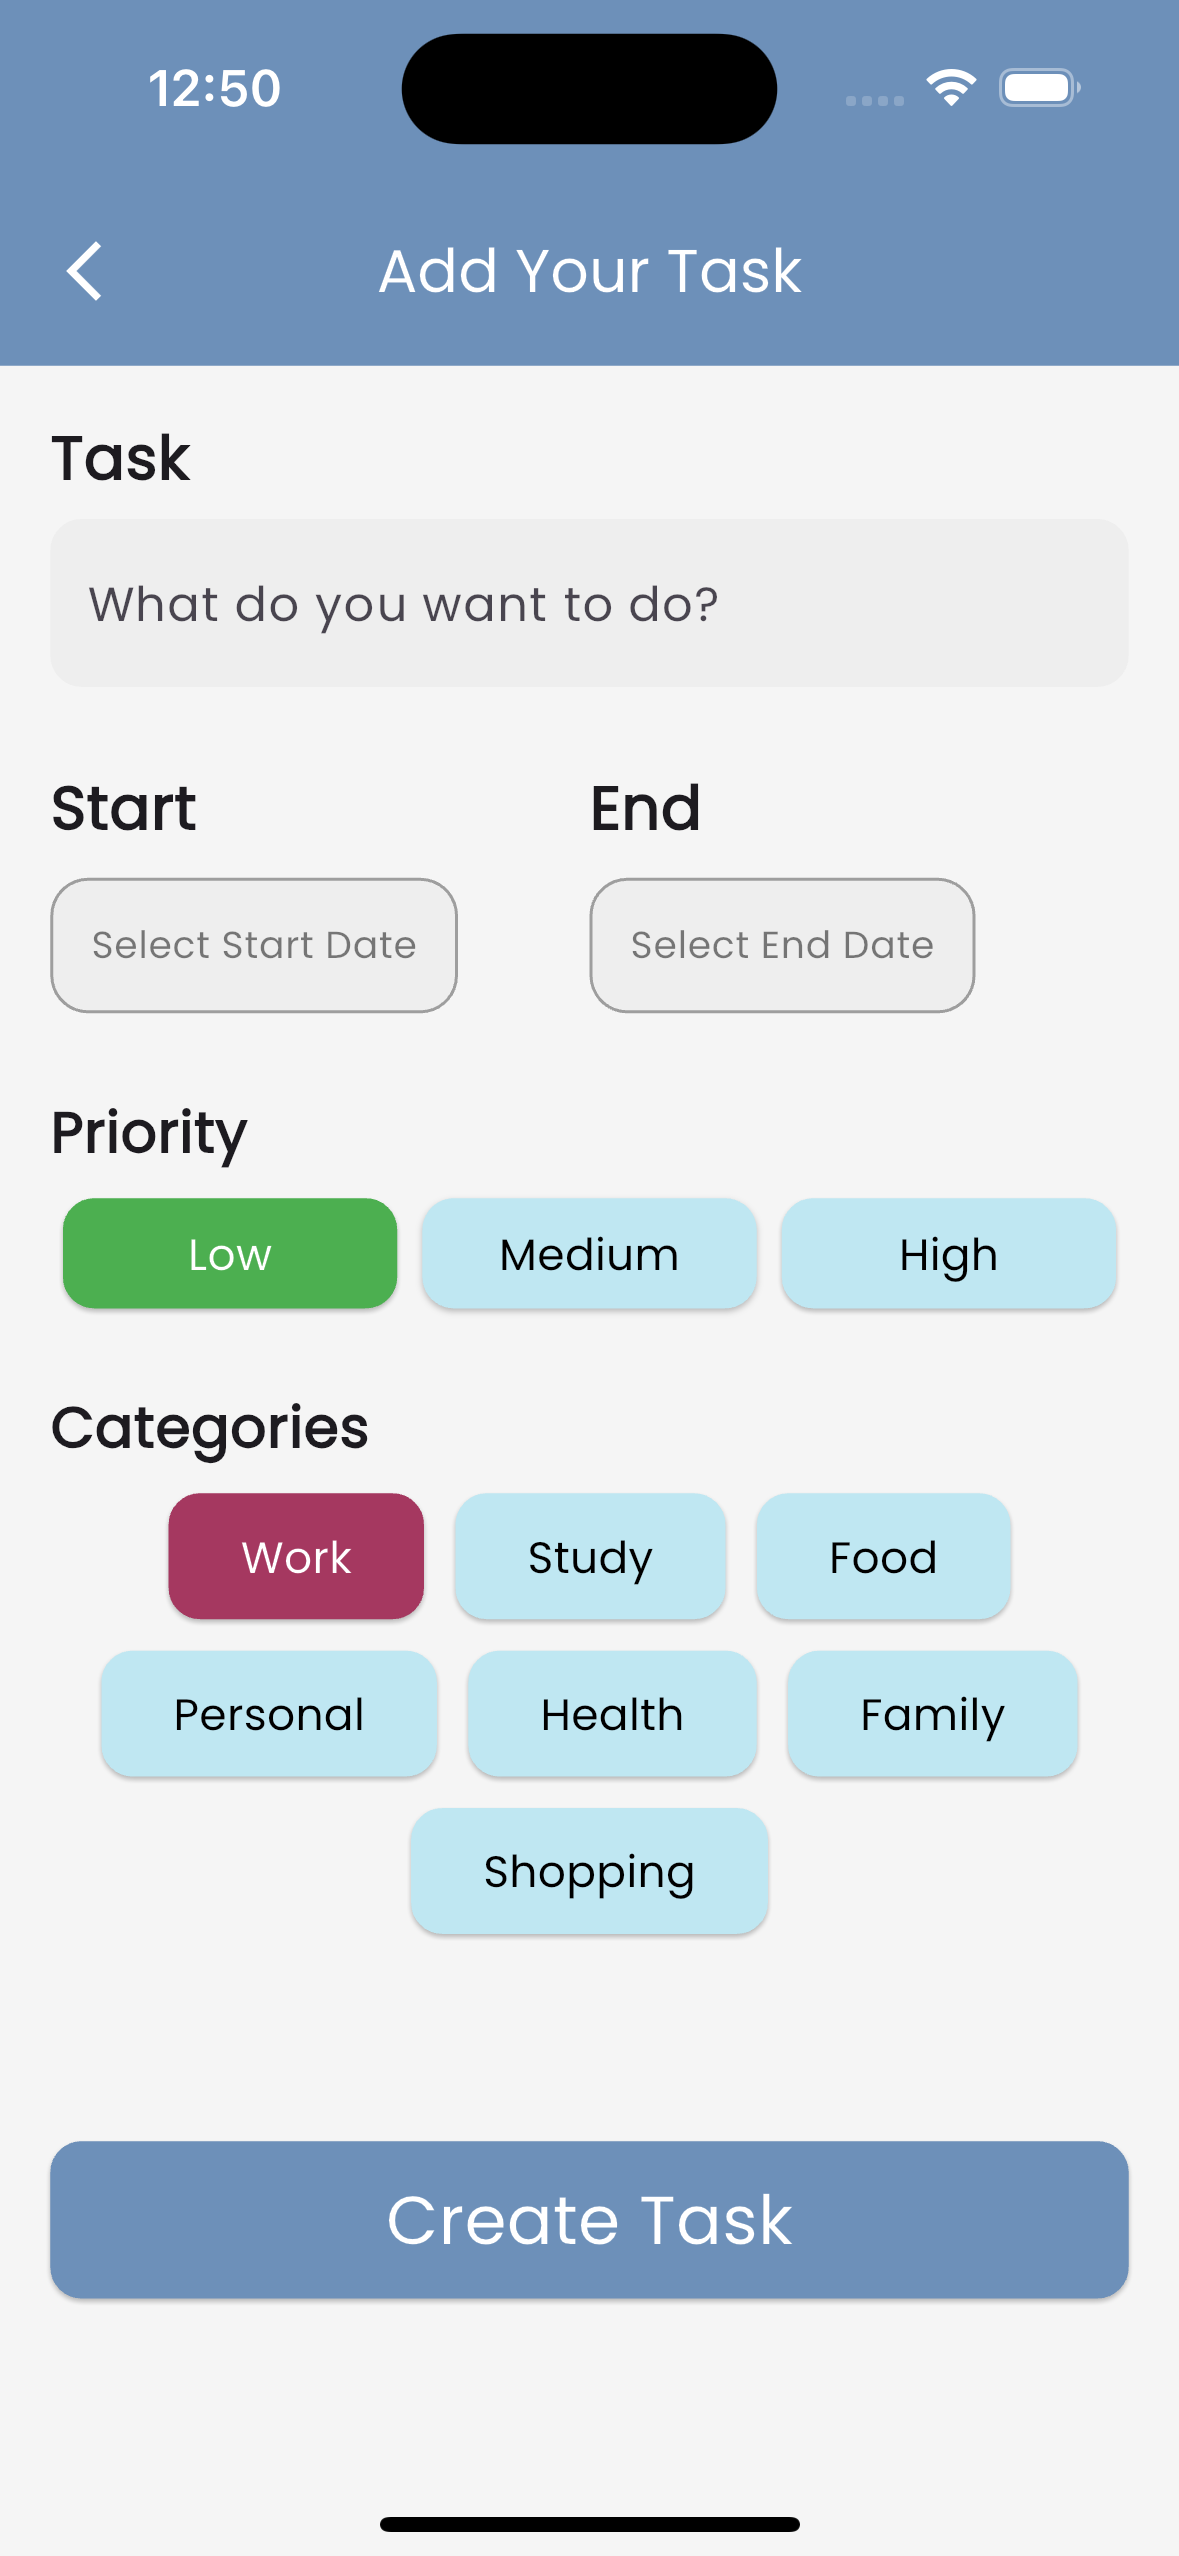 12:50
Add Your Task
Task
What do you want to do?
Start End
Select Start Date Select End Date
Priority
Low Medium High
Categories
Work Study Food
Personal Health Family
Shopping
Create Task